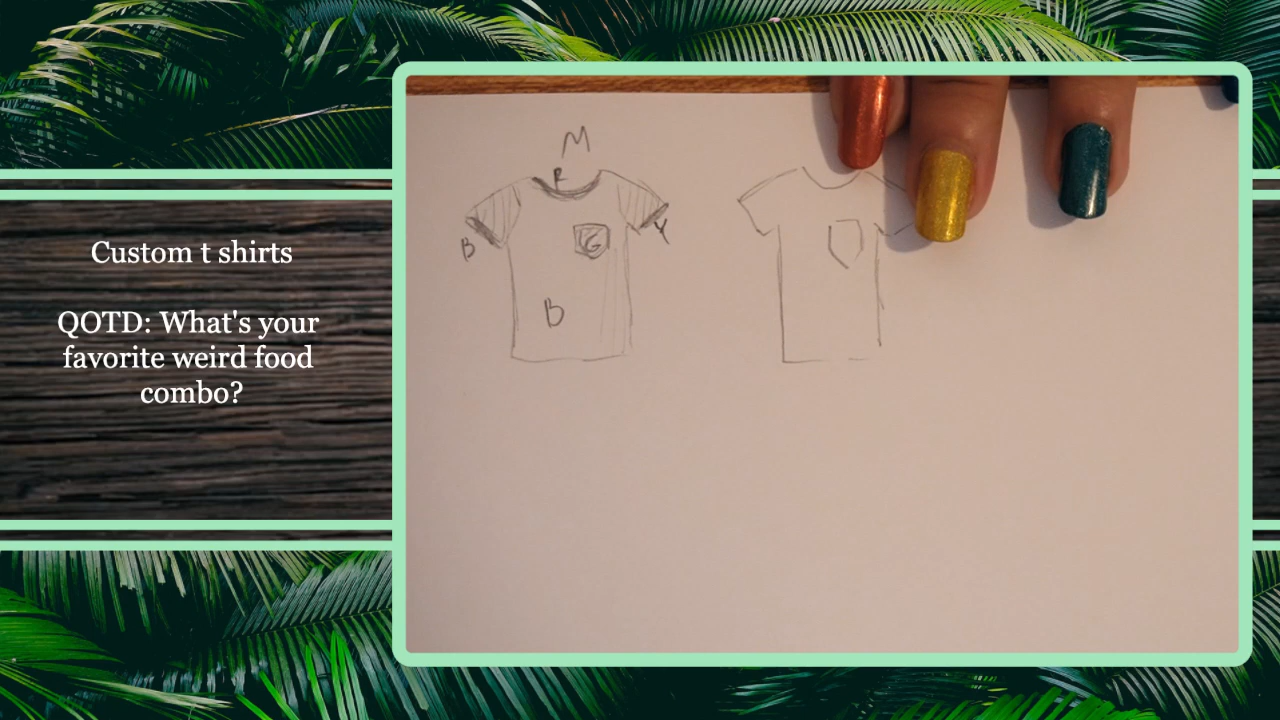 Custom t shirts
QOTD: What's your
favorite weird food
combo?
M
R
B
G
Y
B